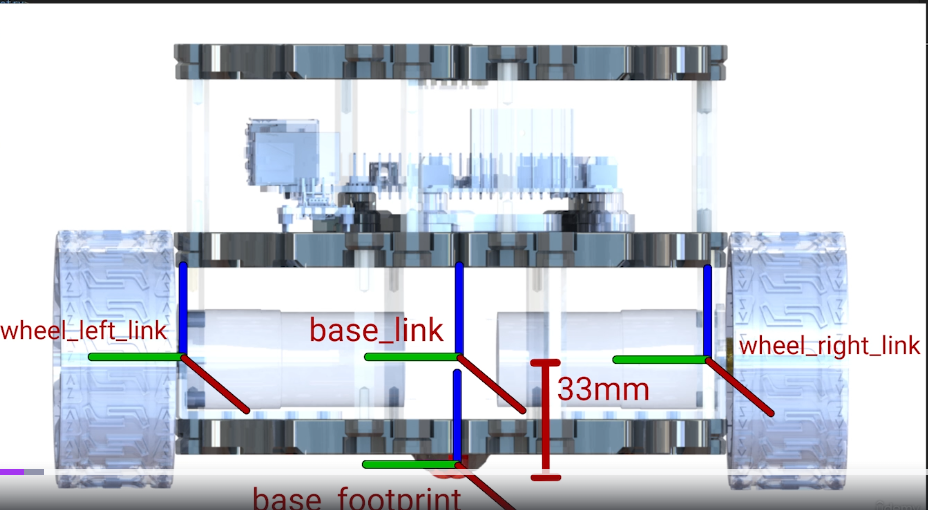 wheel_left_link
base_link
wheel_right_link
33mm
base_footprint